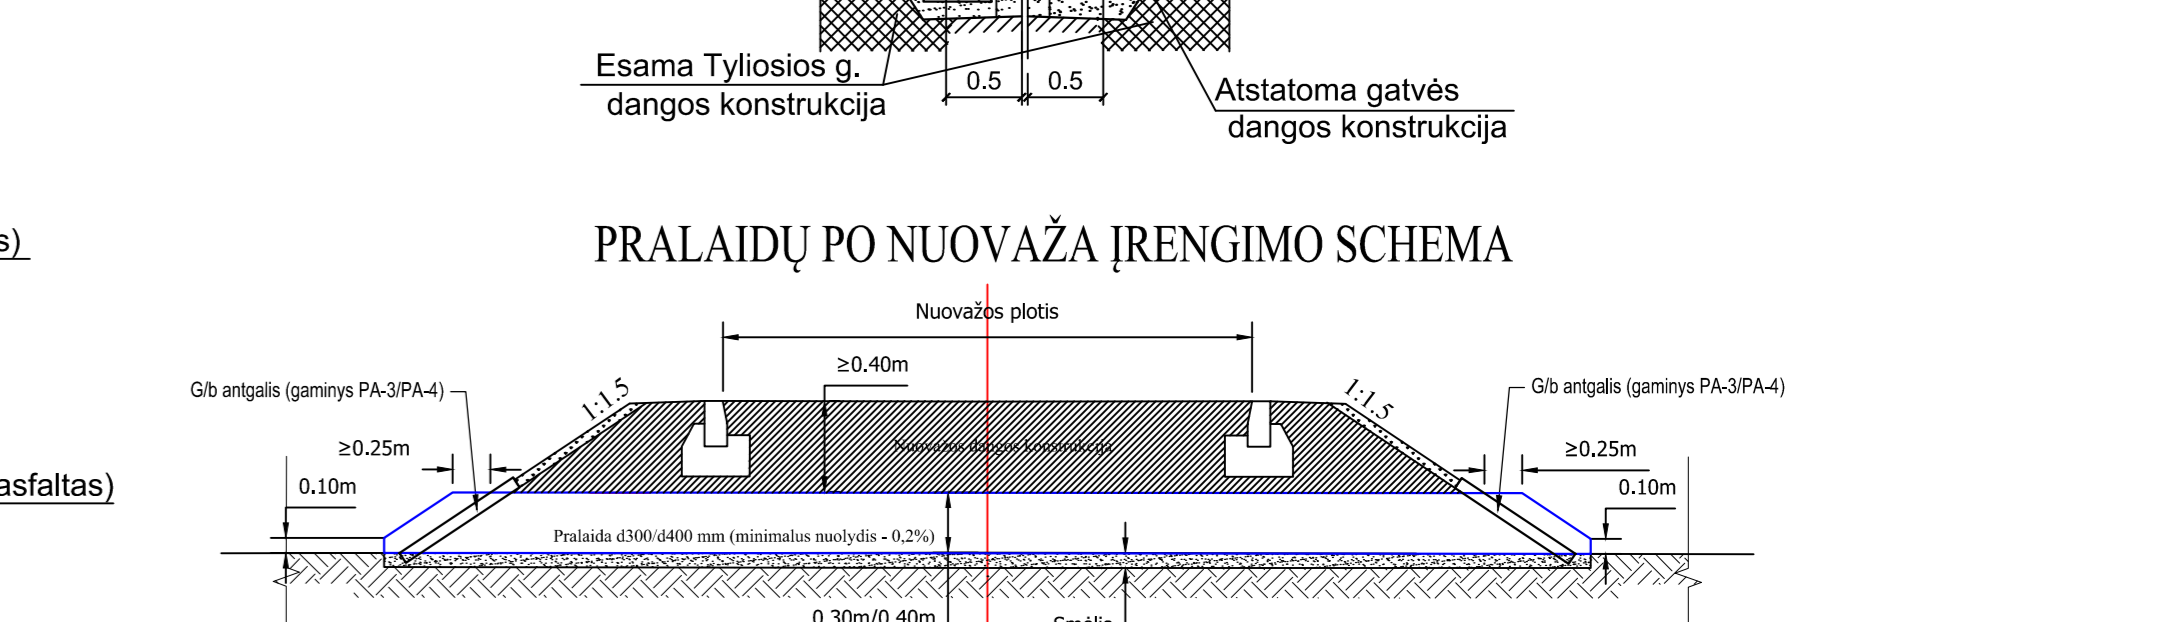 Esama Tyliosios g.
dangos konstrukcija
0.5
0.5
Atstatoma gatvės
dangos konstrukcija
s)
PRALAIDŲ PO NUOVAŽA ĮRENGIMO SCHEMA
Nuovažos plotis
≥0.40m
G/b antgalis (gaminys PA-3/PA-4)
1:1.5
1:1.5
G/b antgalis (gaminys PA-3/PA-4)
≥0.25m
Nuovažos dangos konstrukcija
≥0.25m
asfaltas)
0.10m
0.10m
Pralaida d300/d400 mm (minimalus nuolydis - 0,2%)
0.30m/0.40m
Smėlis